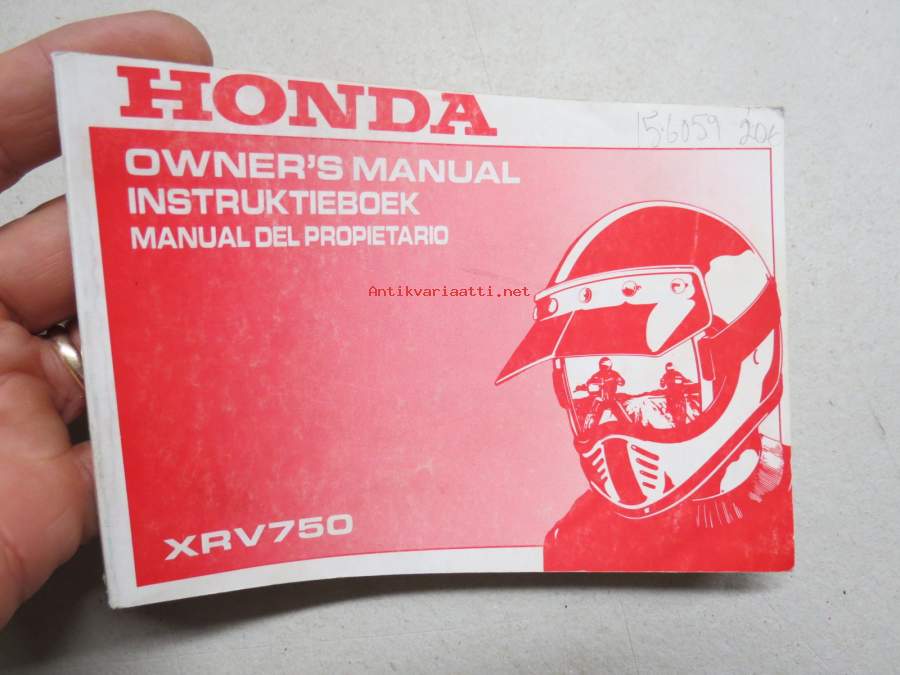 HONDA
15-6059 20€
OWNER'S MANUAL
INSTRUKTIEBOEK
MANUAL DEL PROPIETARIO
Antikvariaatti.net
XRV750